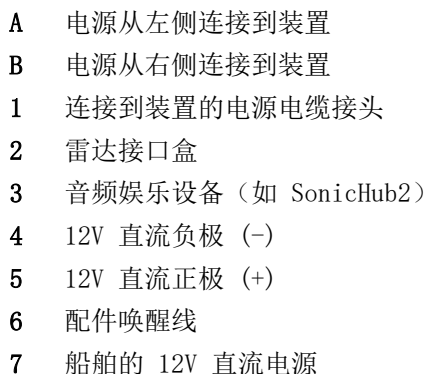 A 电源从左侧连接到装置
B 电源从右侧连接到装置
1 连接到装置的电源电缆接头
2 雷达接口盒
3 音频娱乐设备（如 SonicHub2）
4 12V 直流负极 (-)
5 12V 直流正极 (+)
6 配件唤醒线
7 船舶的 12V 直流电源